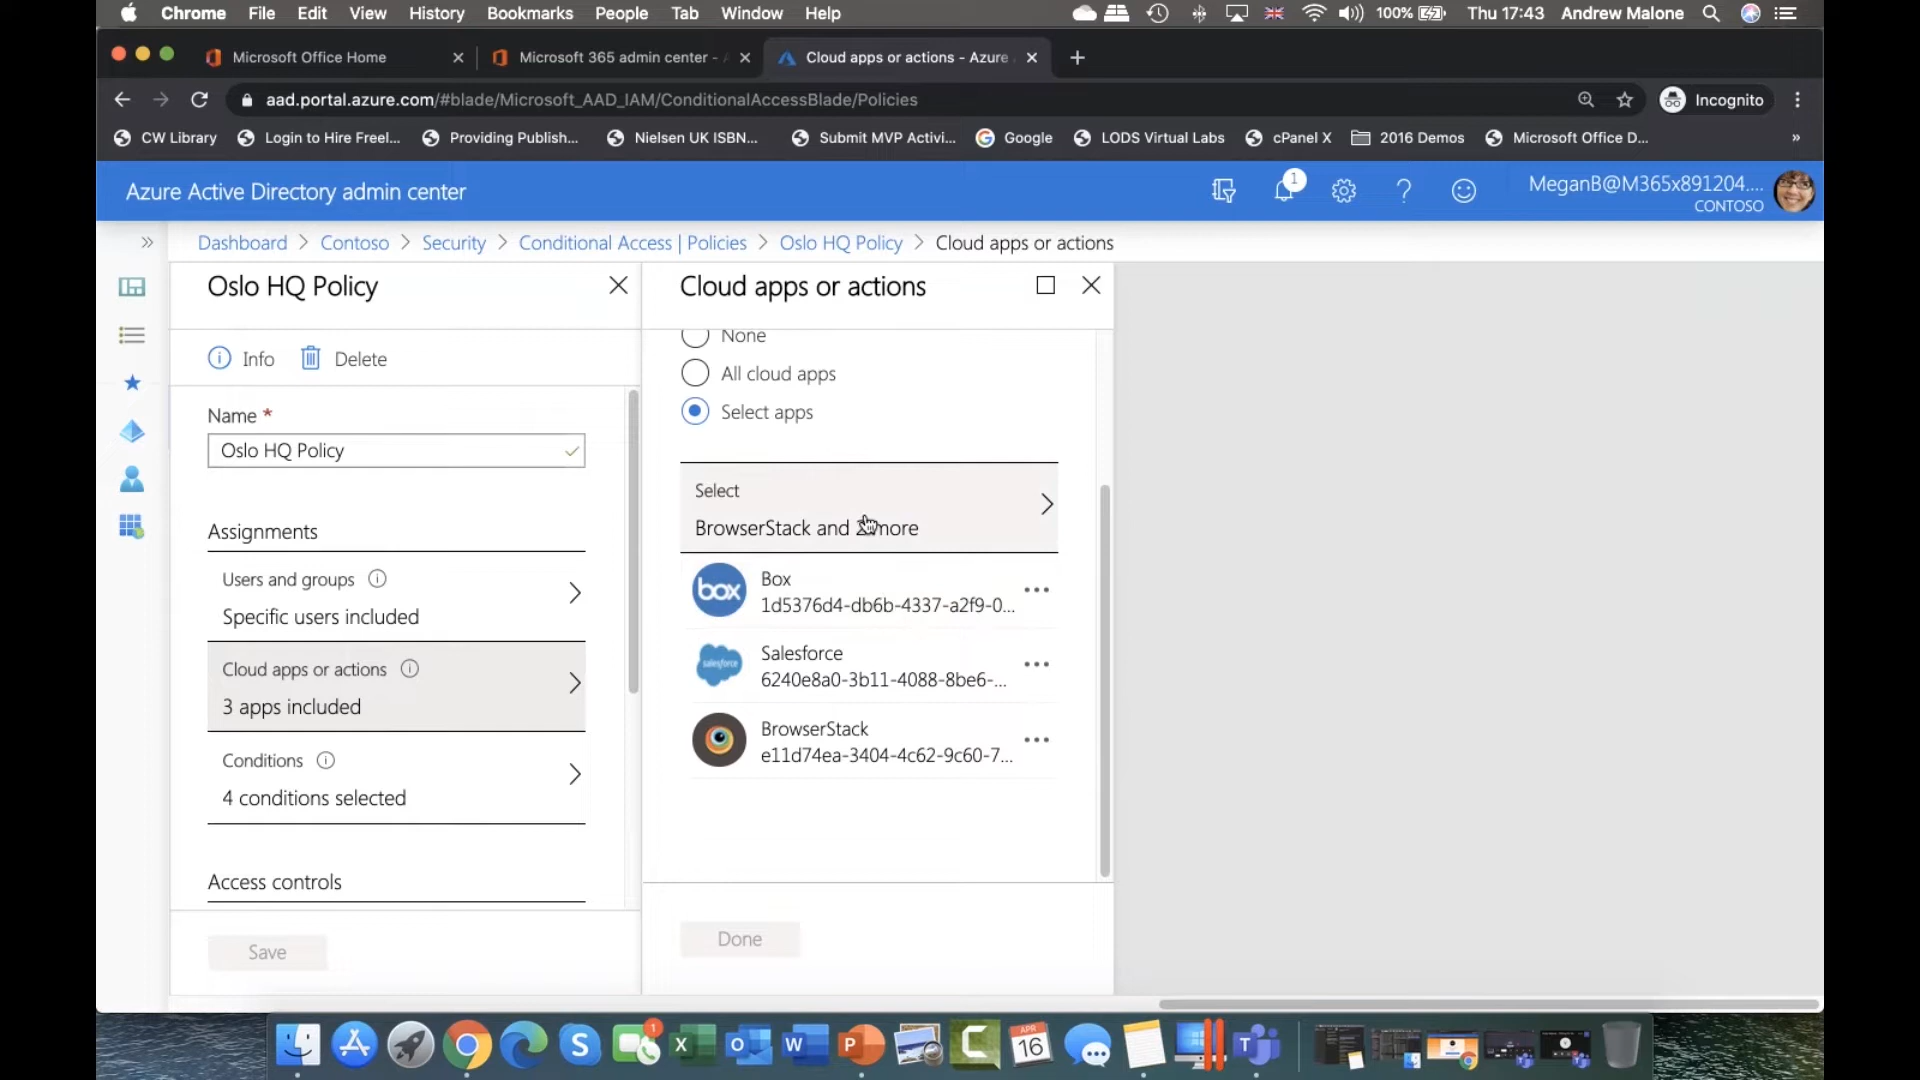 Chrome File Edit View History Bookmarks People Tab Window Help 100% Thu 17:43 Andrew Malone
Microsoft Office Home Microsoft 365 admin center - Cloud apps or actions - Azure
aad.portal.azure.com/#blade/Microsoft_AAD_IAM/ConditionalAccessBlade/Policies Incognito
CW Library Login to Hire Freel... Providing Publish... Nielsen UK ISBN... Submit MVP Activi... Google LODS Virtual Labs cPanel X 2016 Demos Microsoft Office D... »
Azure Active Directory admin center 1 MeganB@M365x891204....
CONTOSO
Dashboard > Contoso > Security > Conditional Access | Policies > Oslo HQ Policy > Cloud apps or actions
Oslo HQ Policy
Info Delete
Name *
Oslo HQ Policy
Assignments
Users and groups
Specific users included
Cloud apps or actions
3 apps included
Conditions
4 conditions selected
Access controls
Save
Cloud apps or actions
None
All cloud apps
Select apps
Select
BrowserStack and more
box
Box
1d5376d4-db6b-4337-a2f9-0...
salesforce
Salesforce
6240e8a0-3b11-4088-8be6-...
BrowserStack
e11d74ea-3404-4c62-9c60-7...
Done
S 1 X O W P C APR 16 T